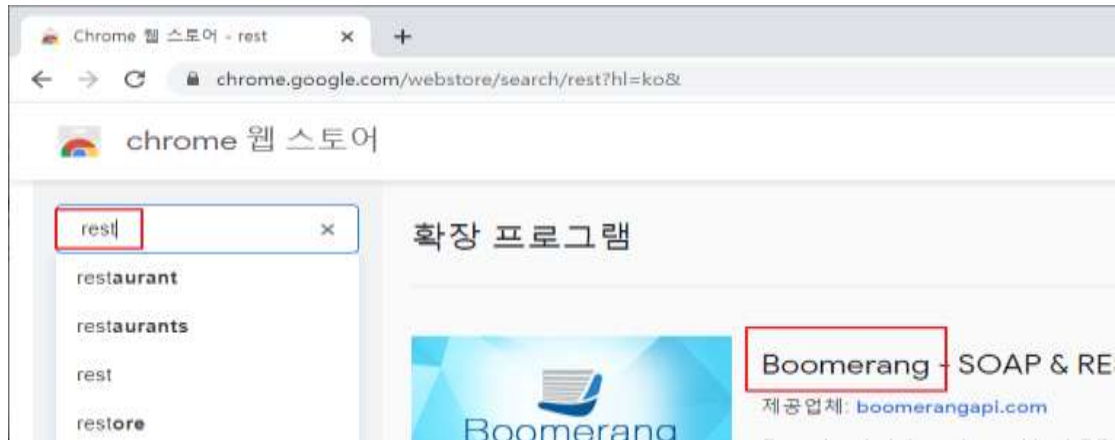 Chrome 웹 스토어 - rest
chrome.google.com/webstore/search/rest?hl=ko&
chrome 웹 스토어
rest
restaurant
restaurants
rest
restore
확장 프로그램
Boomerang
Boomerang - SOAP & RE
제공업체: boomerangapi.com